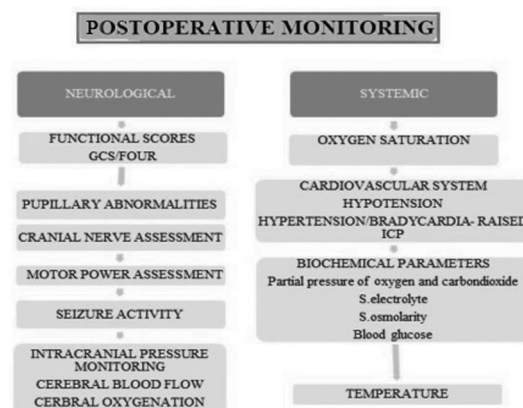 POSTOPERATIVE MONITORING
NEUROLOGICAL
FUNCTIONAL SCORES
GCS/FOUR
PUPILLARY ABNORMALITIES
CRANIAL NERVE ASSESSMENT
MOTOR POWER ASSESSMENT
SEIZURE ACTIVITY
INTRACRANIAL PRESSURE
MONITORING
CEREBRAL BLOOD FLOW
CERBRAL OXYGENATION
SYSTEMIC
OXYGEN SATURATION
CARDIOVASCULAR SYSTEM
HYPOTENSION
HYPERTENSION/BRADYCARDIA- RAISED
ICP
BIOCHEMICAL PARAMETERS
Partial pressure of oxygen and carbondioxide
S.electrolyte
S.osmolarity
Blood glucose
TEMPERATURE